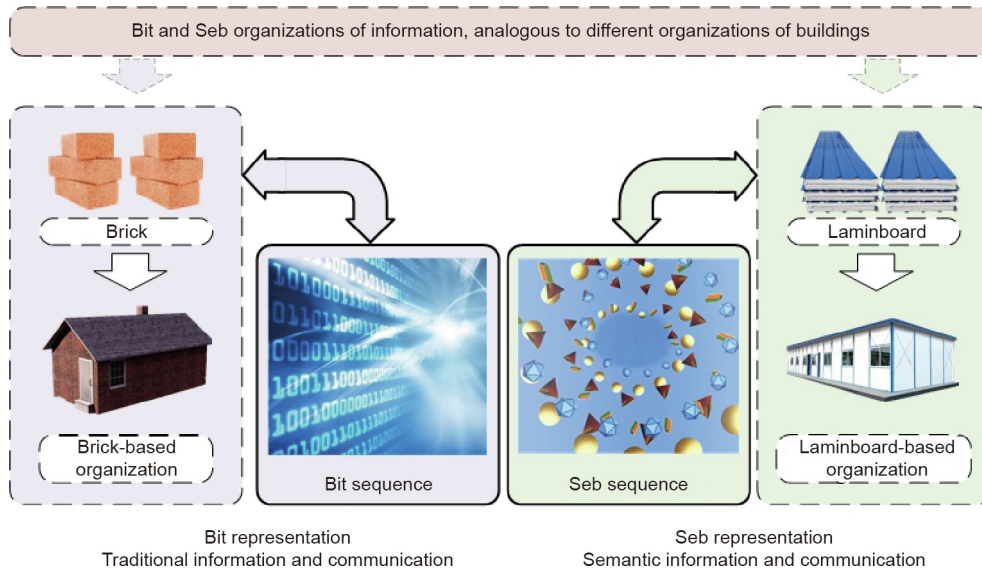 Bit and Seb organizations of information, analogous to different organizations of buildings
Brick
Brick-based
organization
Bit sequence
Seb sequence
Laminboard
Laminboard-based
organization
Bit representation
Traditional information and communication
Seb representation
Semantic information and communication